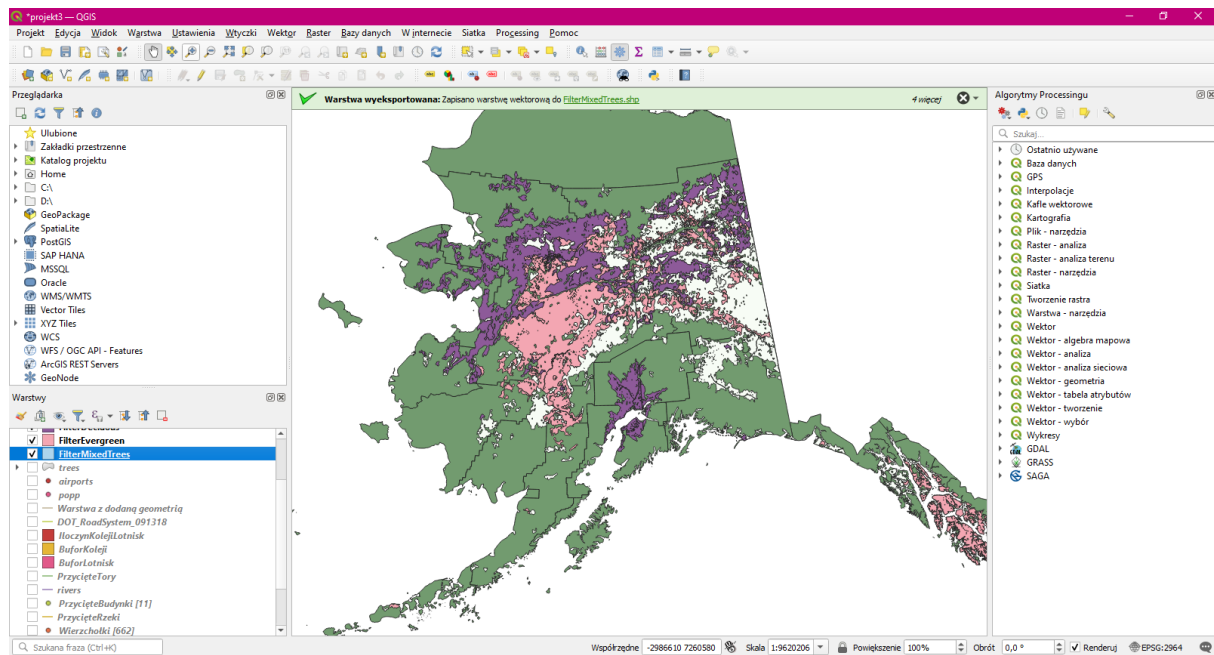 *projekt3 — QGIS
Projekt Edycja Widok Warstwa Ustawienia Wtyczki Wektor Raster Bazy danych W internecie Siatka Processing Pomoc
Przeglądarka
Ulubione
Zakładki przestrzenne
Katalog projektu
Home
C:\
D:\
GeoPackage
SpatiaLite
PostGIS
SAP HANA
MSSQL
Oracle
WMS/WMTS
Vector Tiles
XYZ Tiles
WCS
WFS / OGC API - Features
ArcGIS REST Servers
GeoNode
Warstwy
FilterEvergreen
FilterMixedTrees
trees
airports
popp
Warstwa z dodaną geometrią
DOT_RoadSystem_091318
IloczynKolejiLotnisk
BuforKoleji
BuforLotnisk
PrzycięteTory
rivers
PrzycięteBudynki [11]
PrzycięteRzeki
Wierzchołki [662]
Warstwa wyeksportowana: Zapisano warstwę wektorową do FilterMixedTrees.shp
4 więcej
Algorytmy Processingu
Szukaj...
Ostatnio używane
Baza danych
GPS
Interpolacje
Kafle wektorowe
Kartografia
Plik - narzędzia
Raster - analiza
Raster - analiza terenu
Raster - narzędzia
Siatka
Tworzenie rastra
Warstwa - narzędzia
Wektor
Wektor - algebra mapowa
Wektor - analiza
Wektor - analiza sieciowa
Wektor - geometria
Wektor - tabela atrybutów
Wektor - tworzenie
Wektor - wybór
Wykresy
GDAL
GRASS
SAGA
Szukana fraza (Ctrl+K)
Współrzędne -2986610 7260580 Skala 1:9620206 Powiększenie 100% Obrót 0,0 ° Renderuj EPSG:2964